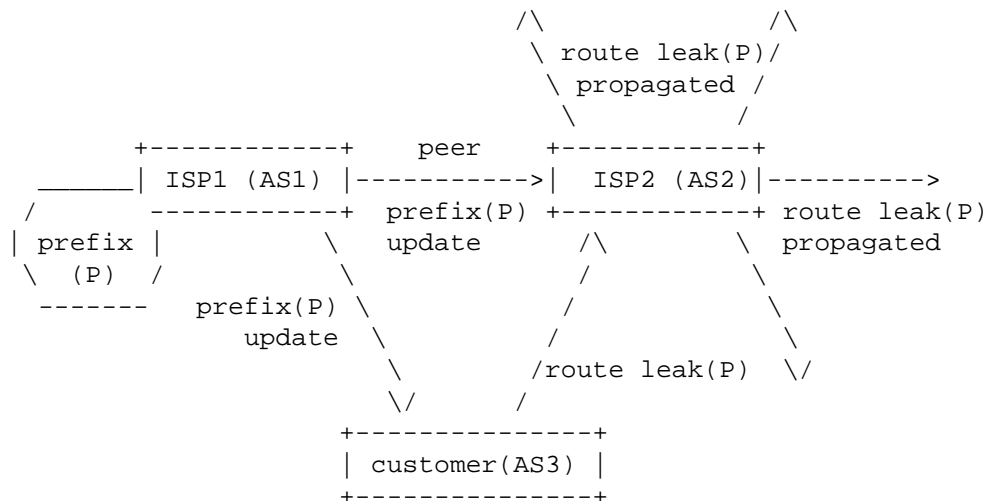 route leak(P)
propagated
peer
ISP1 (AS1)
ISP2 (AS2)
prefix(P)
update
route leak(P)
propagated
prefix
(P)
prefix(P)
update
route leak(P)
customer(AS3)